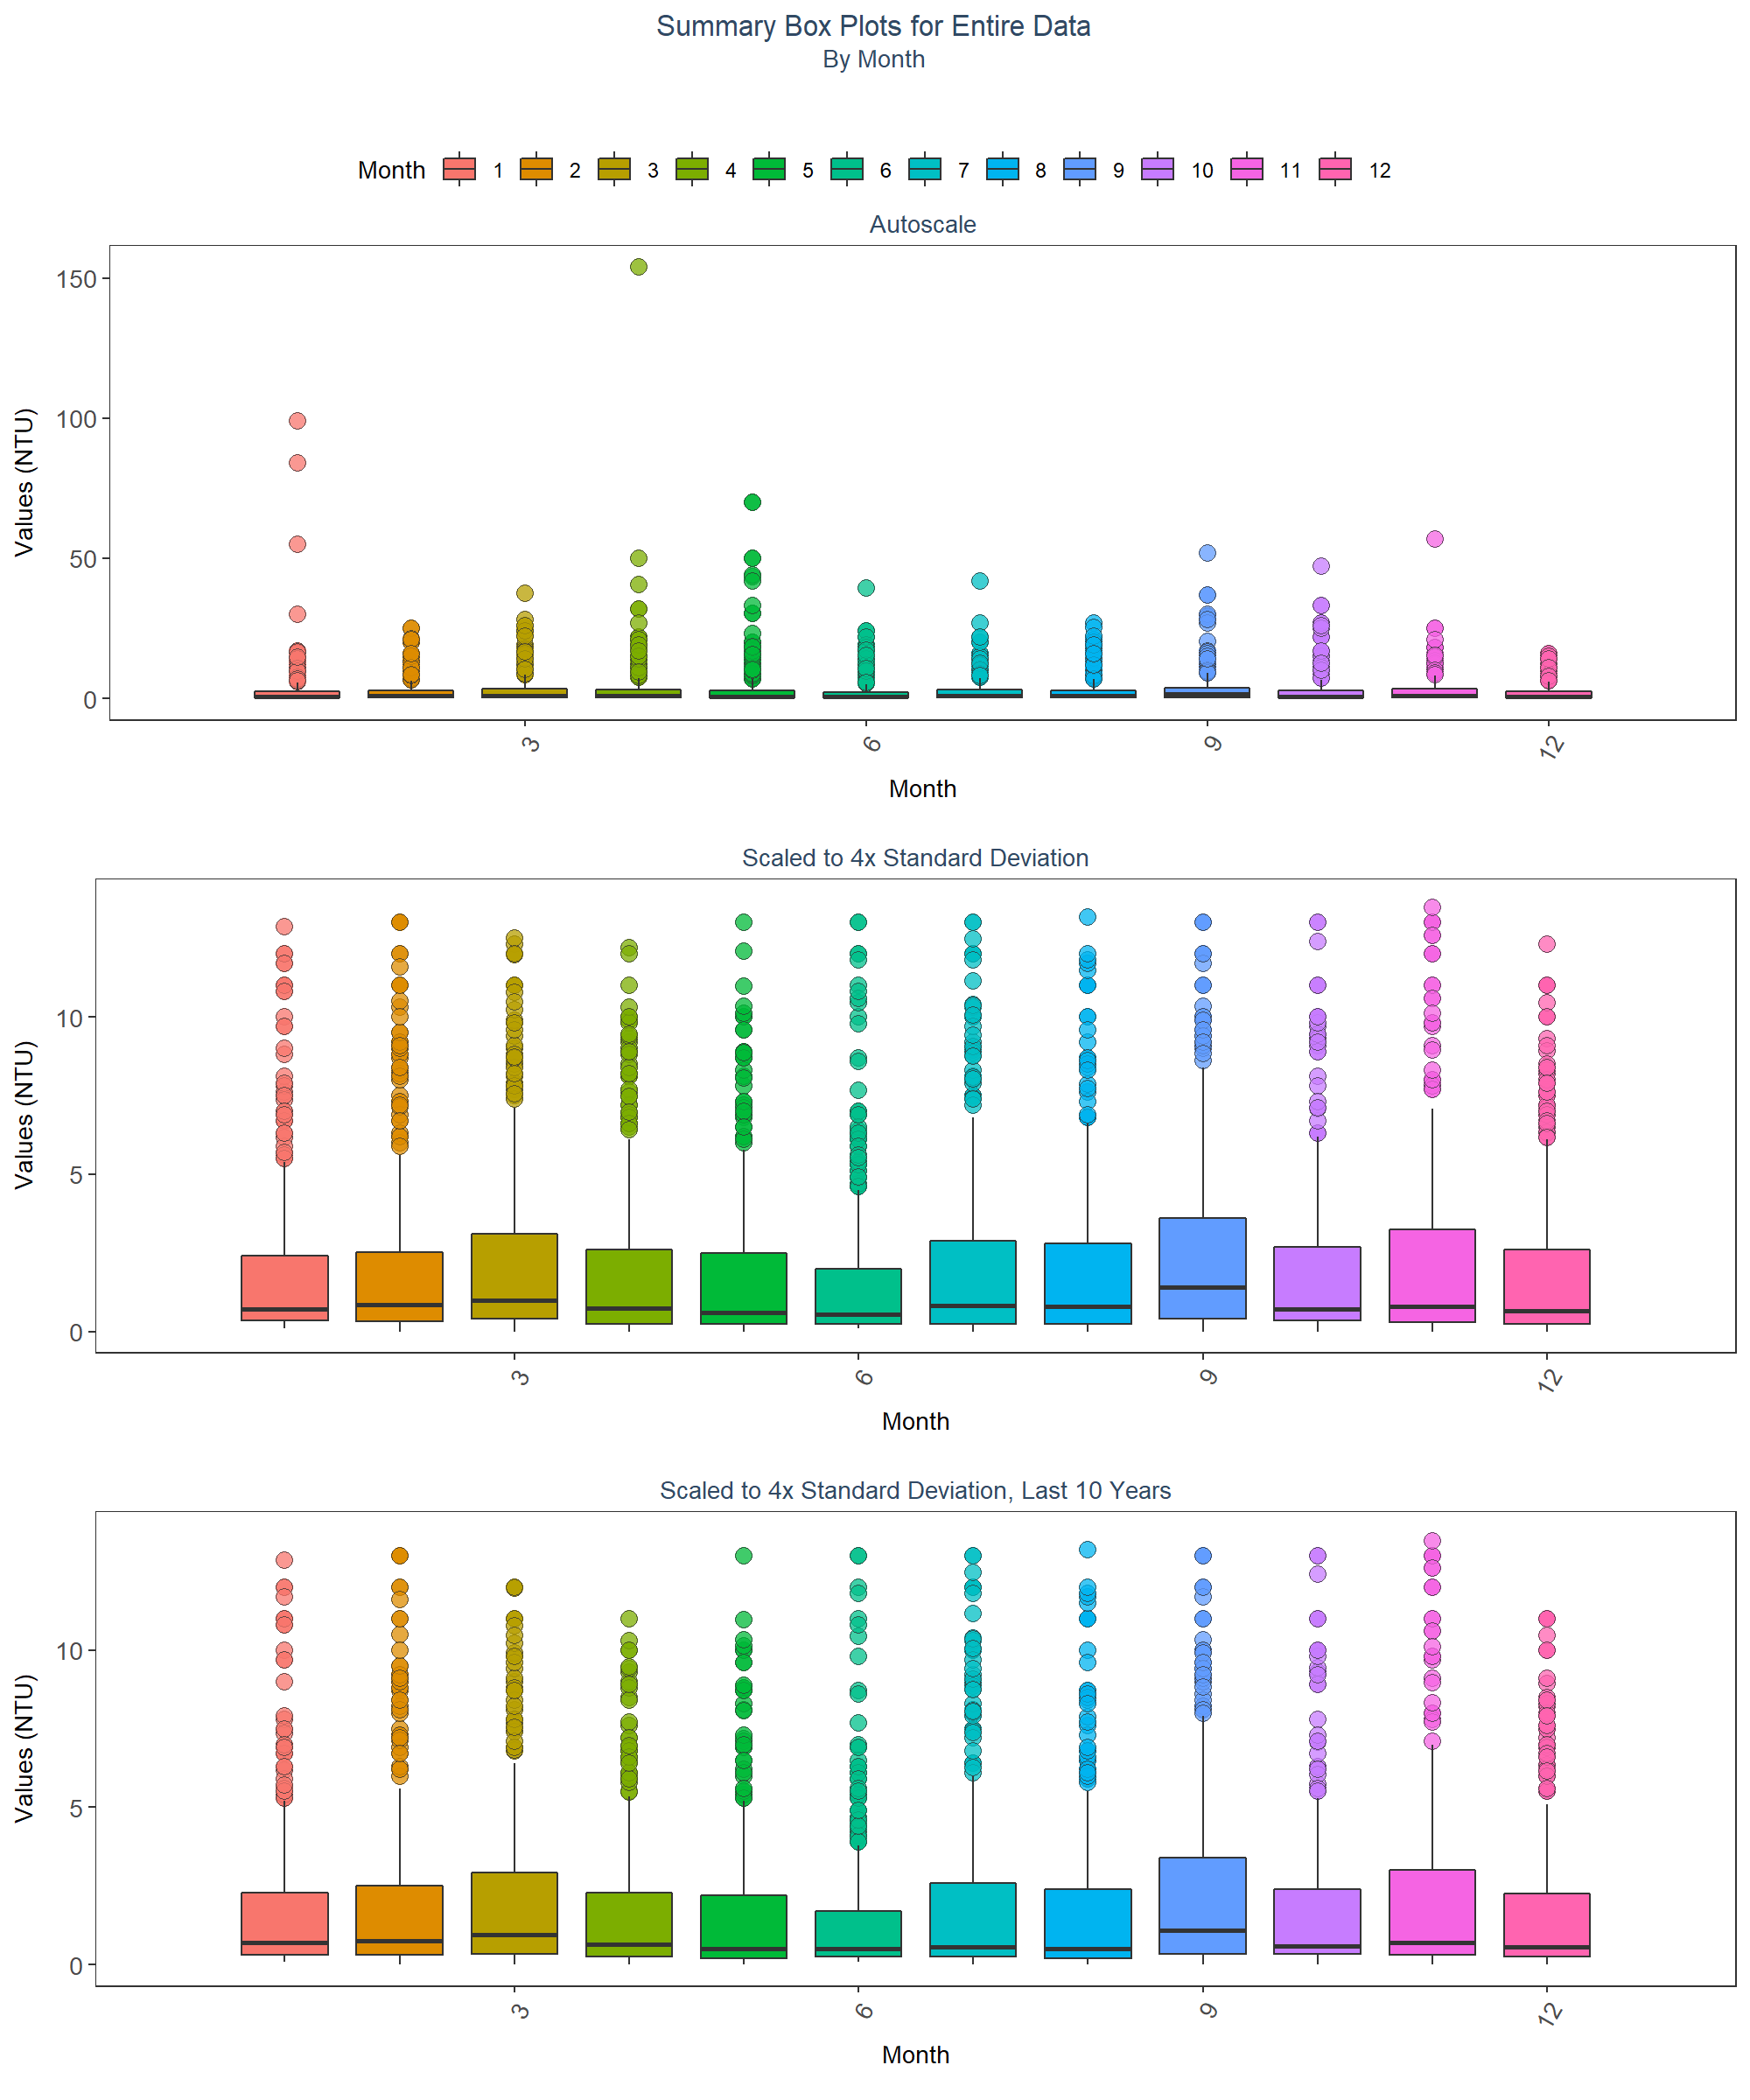 Summary Box Plots for Entire Data
By Month
Month 1 2 3 4 5 6 7 8 9 10 11 12
Autoscale
150
100
50
0
Values (NTU)
3 6 9 12
Month
Scaled to 4x Standard Deviation
10
5
0
Values (NTU)
3 6 9 12
Month
Scaled to 4x Standard Deviation, Last 10 Years
10
5
0
Values (NTU)
3 6 9 12
Month